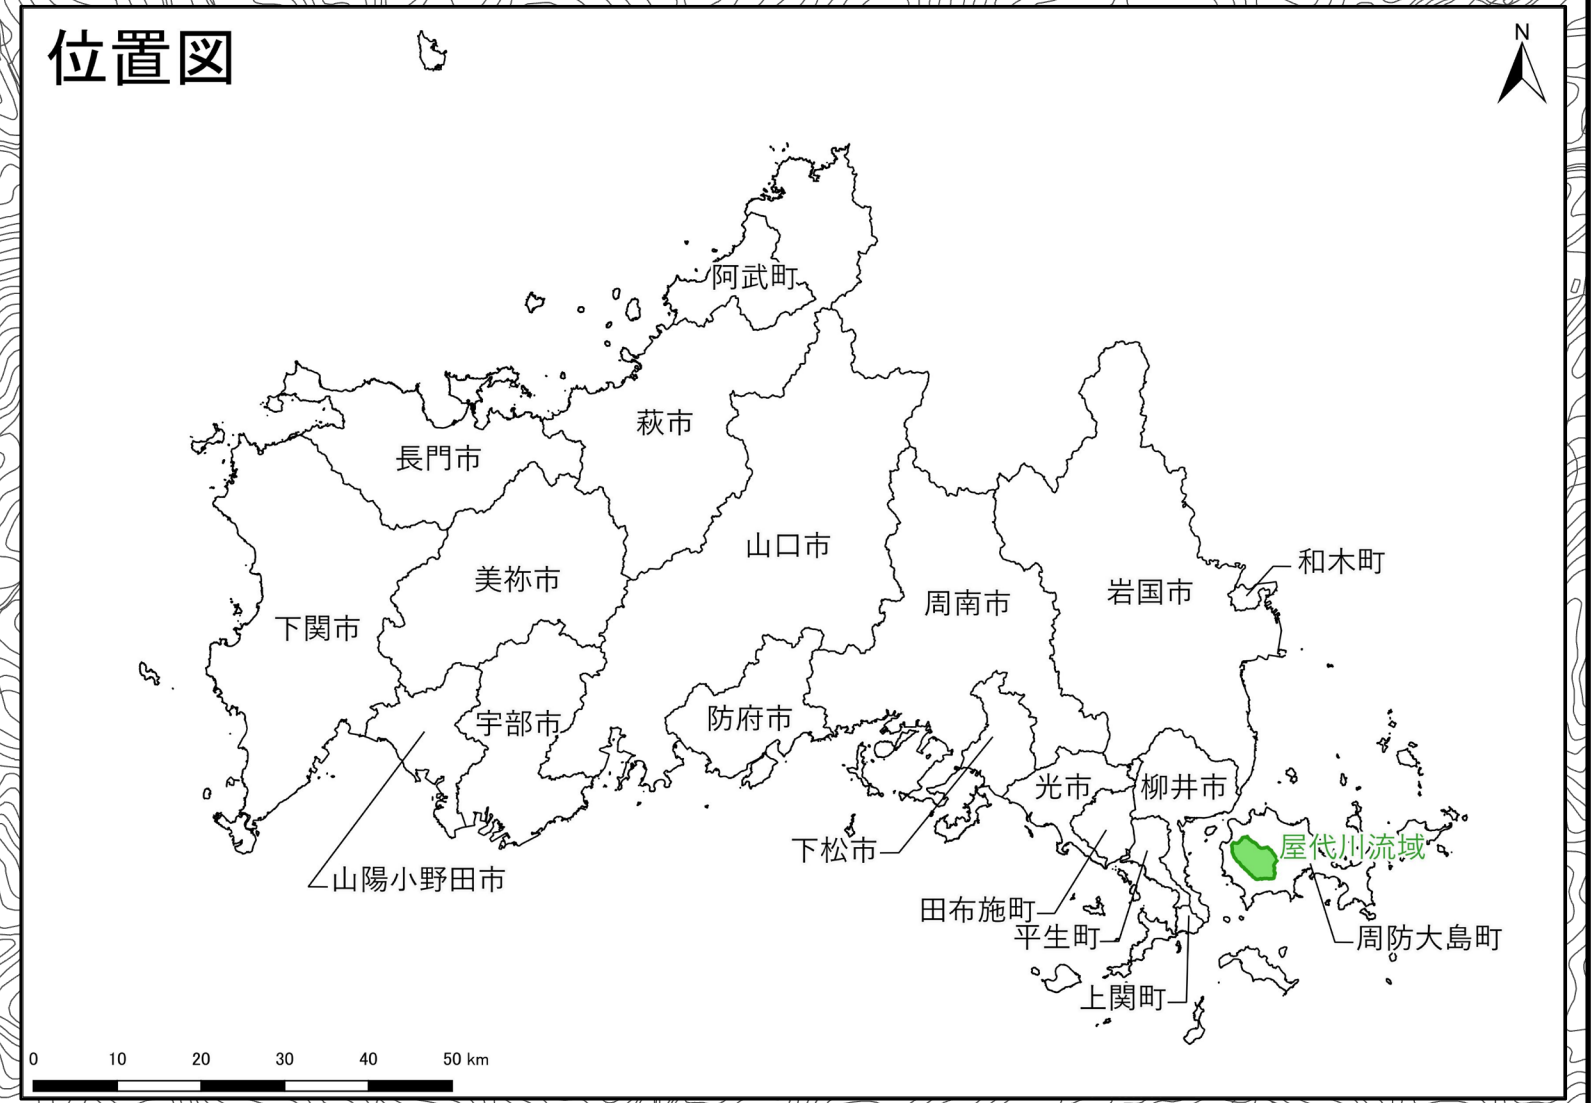 位置図
N
阿武町
萩市
長門市
山口市
和木町
美祢市
岩国市
周南市
下関市
防府市
宇部市
光市
柳井市
下松市
屋代川流域
山陽小野田市
田布施町
平生町
周防大島町
上関町
0 10 20 30 40 50 km